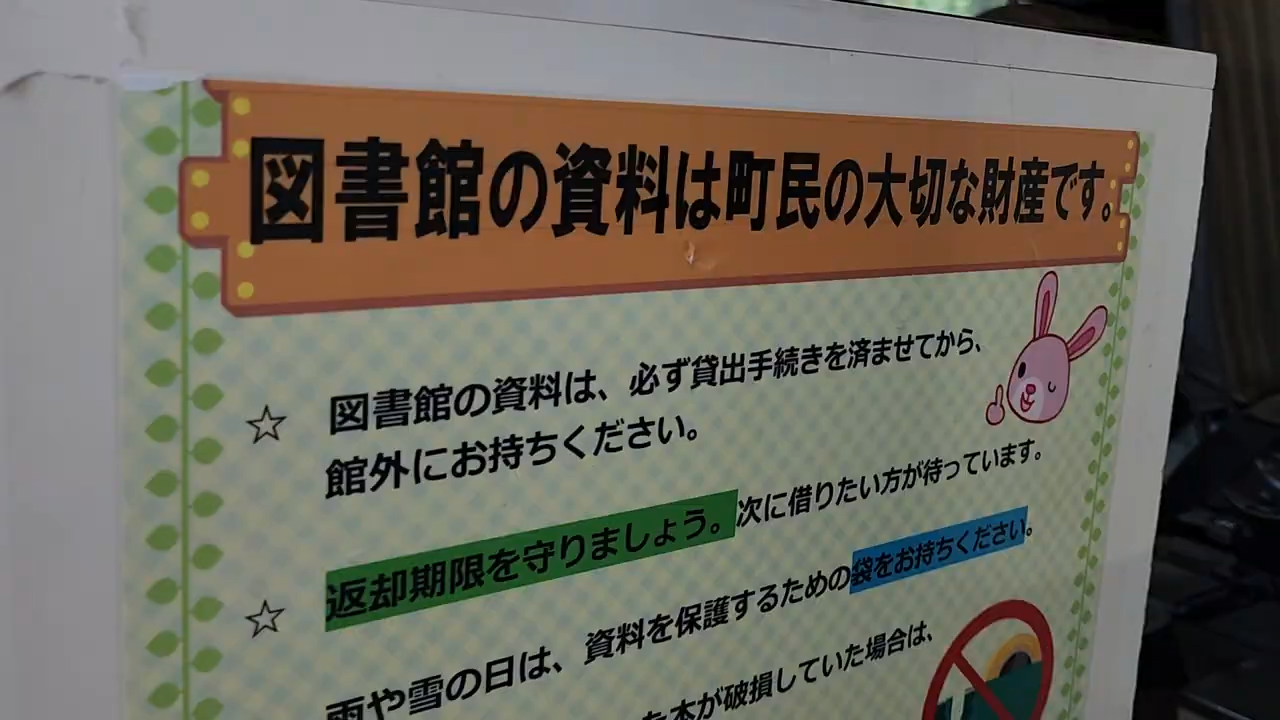 図書館の資料は町民の大切な財産です。
☆ 図書館の資料は、必ず貸出手続きを済ませてから、
館外にお持ちください。
返却期限を守りましょう。次に借りたい方が待っています。
☆
雨や雪の日は、資料を保護するための袋をお持ちください。
本が破損していた場合は、